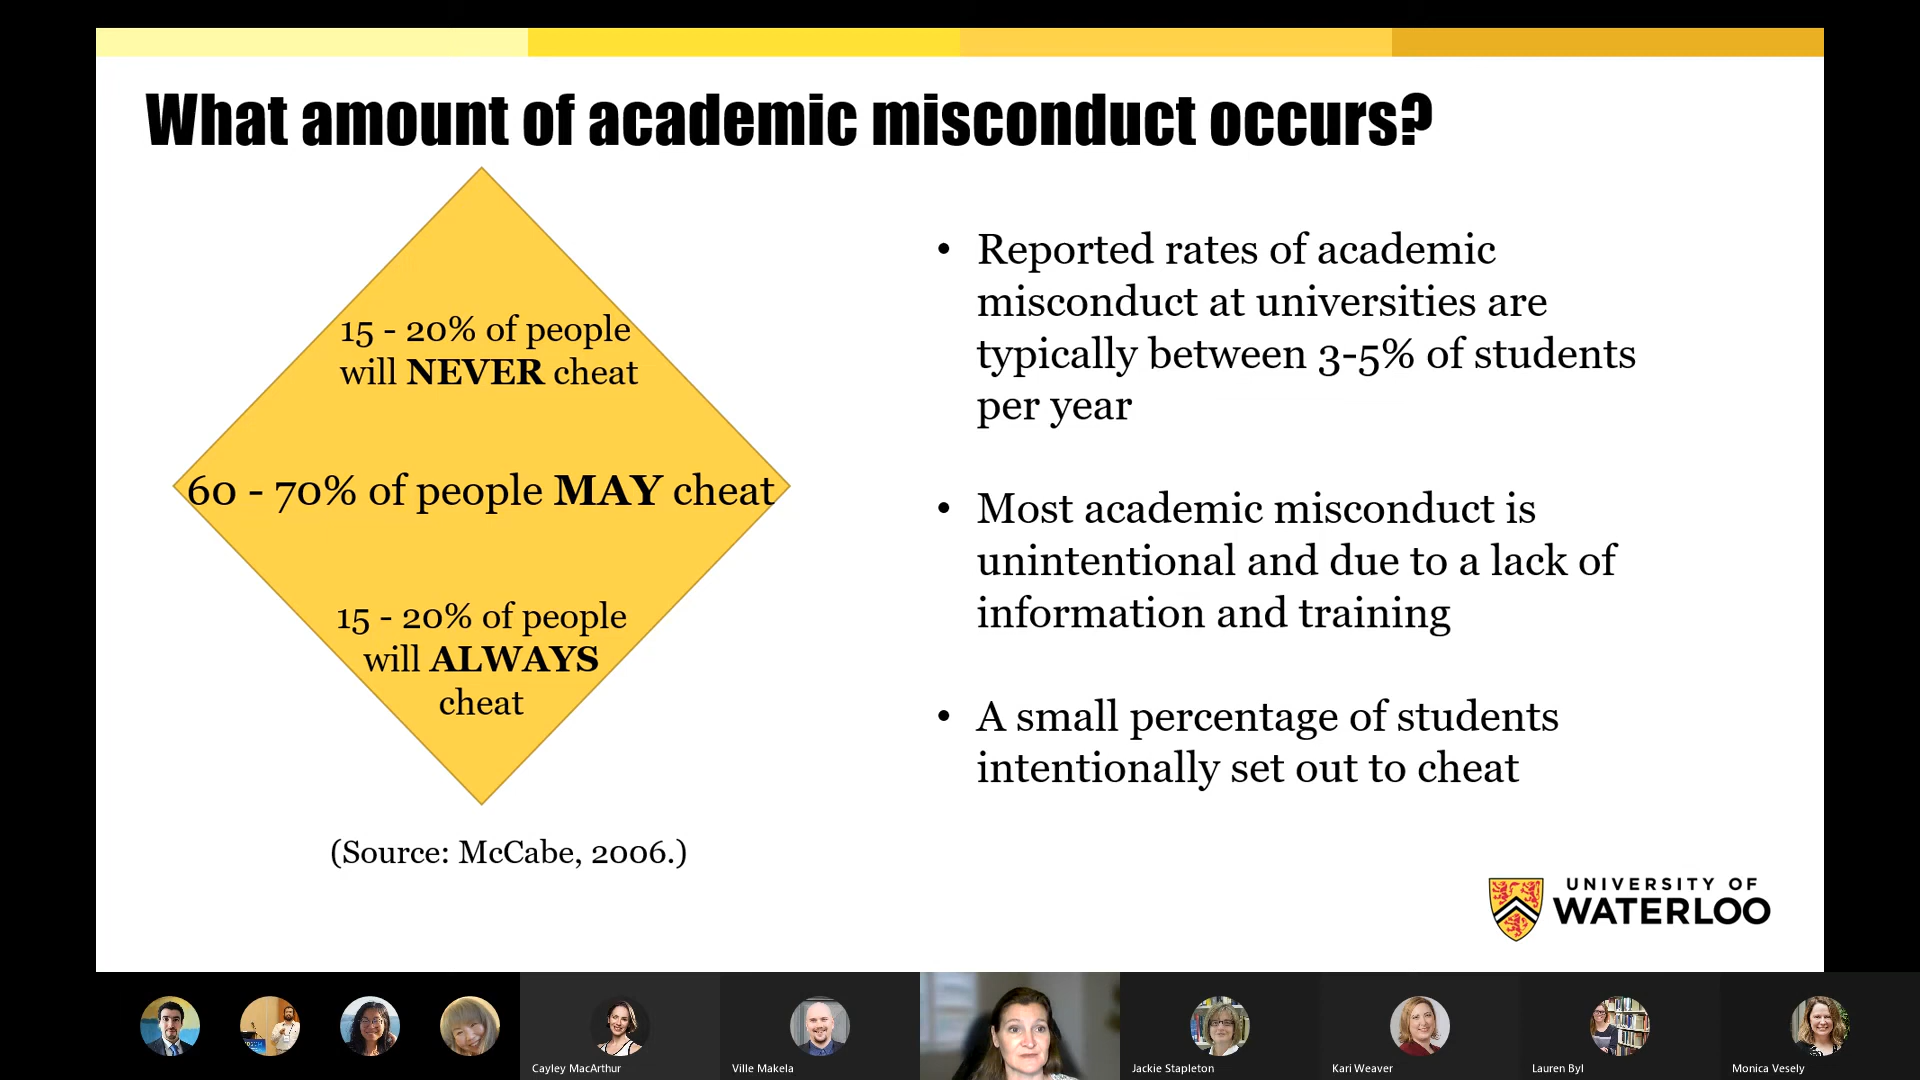 What amount of academic misconduct occurs?
15 - 20% of people
will NEVER cheat
60 - 70% of people MAY cheat
15 - 20% of people
will ALWAYS
cheat
(Source: McCabe, 2006.)
• Reported rates of academic
misconduct at universities are
typically between 3-5% of students
per year
• Most academic misconduct is
unintentional and due to a lack of
information and training
• A small percentage of students
intentionally set out to cheat
UNIVERSITY OF
WATERLOO
Cayley MacArthur
Ville Makela
Jackie Stapleton
Kari Weaver
Lauren Byl
Monica Vesely